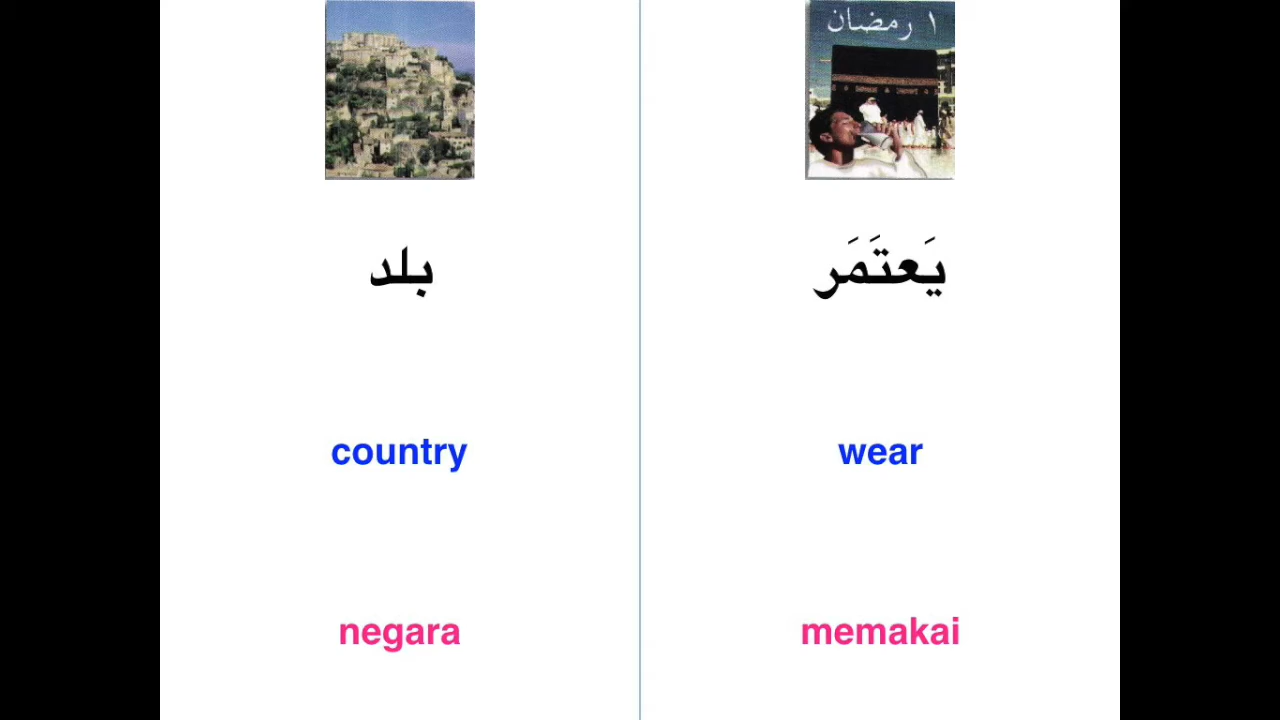 بلد
country
negara
١ رمضان
يَعتَمَر
wear
memakai